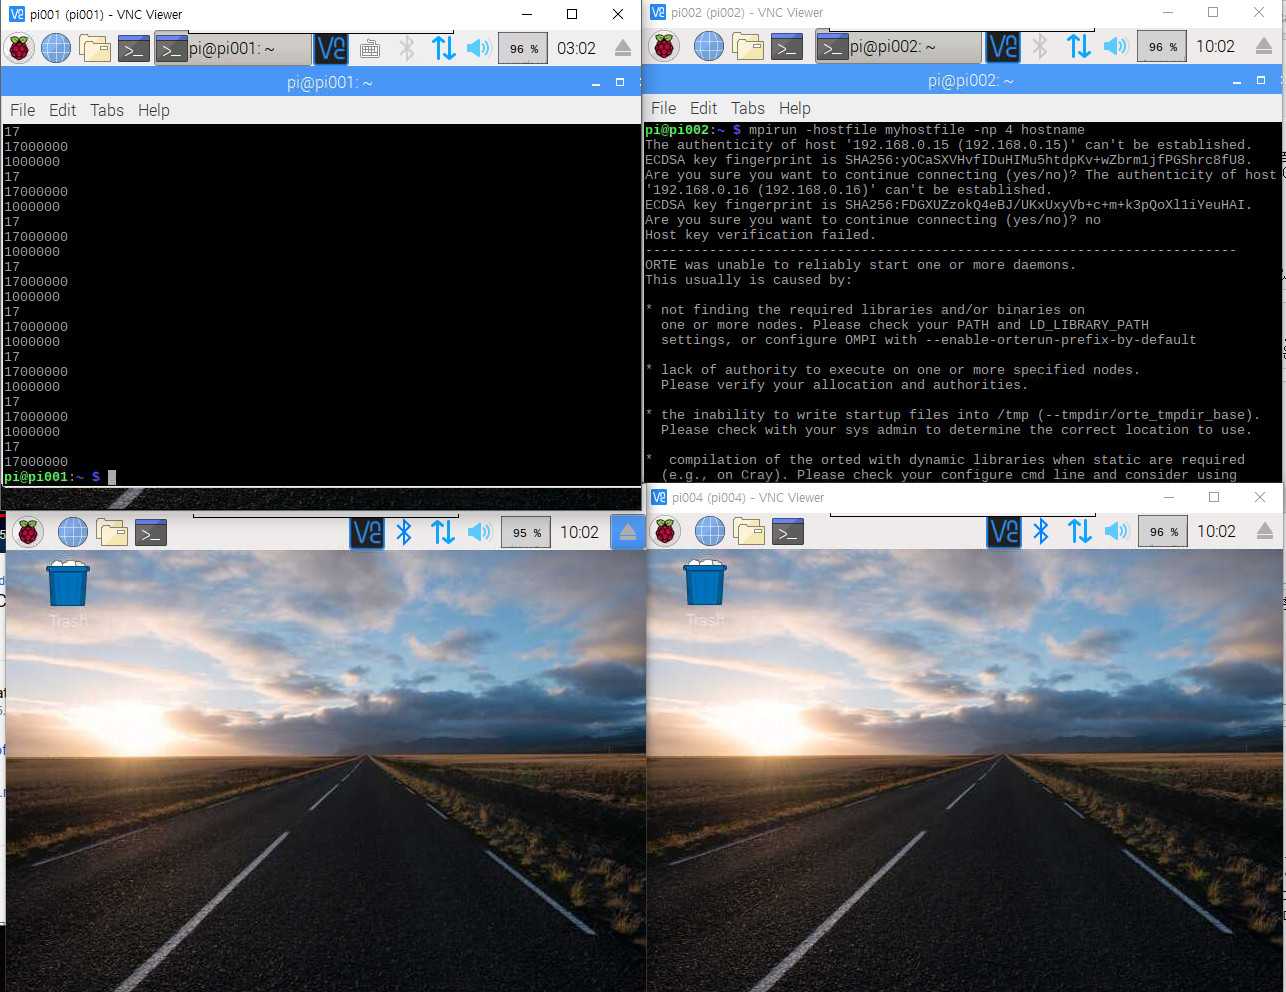 pi001 (pi001) - VNC Viewer
pi@pi001: ~
96 %
03:02
pi@pi001: ~
File Edit Tabs Help
17
17000000
1000000
17
17000000
1000000
17
17000000
1000000
17
17000000
1000000
17
17000000
1000000
17
17000000
1000000
17
17000000
1000000
17
17000000
pi@pi001:~ $
pi002 (pi002) - VNC Viewer
pi@pi002: ~
96 %
10:02
pi@pi002: ~
File Edit Tabs Help
pi@pi002:~ $ mpirun -hostfile myhostfile -np 4 hostname
The authenticity of host '192.168.0.15 (192.168.0.15)' can't be established.
ECDSA key fingerprint is SHA256:yOCaSXVHvfIDuHIMu5htdpKv+wZbrm1jfPGShrc8fU8.
Are you sure you want to continue connecting (yes/no)? The authenticity of host
'192.168.0.16 (192.168.0.16)' can't be established.
ECDSA key fingerprint is SHA256:FDGXUZzokQ4eBJ/UKxUxyVb+c+m+k3pQoXl1iYeuHAI.
Are you sure you want to continue connecting (yes/no)? no
Host key verification failed.
--------------------------------------------------------------------------
ORTE was unable to reliably start one or more daemons.
This usually is caused by:
* not finding the required libraries and/or binaries on
one or more nodes. Please check your PATH and LD_LIBRARY_PATH
settings, or configure OMPI with --enable-orterun-prefix-by-default
* lack of authority to execute on one or more specified nodes.
Please verify your allocation and authorities.
* the inability to write startup files into /tmp (--tmpdir/orte_tmpdir_base).
Please check with your sys admin to determine the correct location to use.
* compilation of the orted with dynamic libraries when static are required
(e.g., on Cray). Please check your configure cmd line and consider using
95 %
10:02
Trash
pi004 (pi004) - VNC Viewer
96 %
10:02
Trash